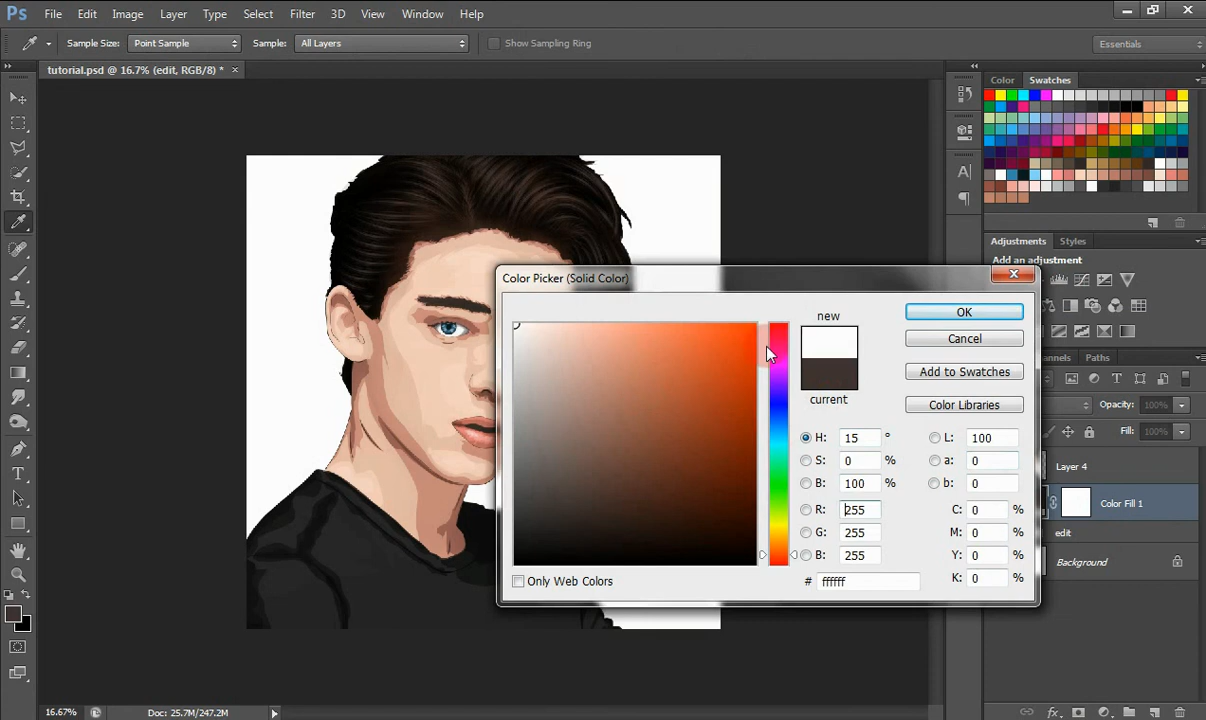 Ps File Edit Image Layer Type Select Filter 3D View Window Help
Sample Size: Point Sample Sample: All Layers Show Sampling Ring Essentials
tutorial.psd @ 16.7% (edit, RGB/8) * ×
Color Swatches
Adjustments Styles
Add an adjustment
Color Picker (Solid Color)
new
current
OK
Cancel
Add to Swatches
Color Libraries
H: 15 ° L: 100
S: 0 % a: 0
B: 100 % b: 0
R: 255 C: 0 %
G: 255 M: 0 %
B: 255 Y: 0 %
# ffffff K: 0 %
Only Web Colors
Paths
Opacity: 100%
Fill: 100%
Layer 4
Color Fill 1
edit
Background
16.67% Doc: 25.7M/247.2M